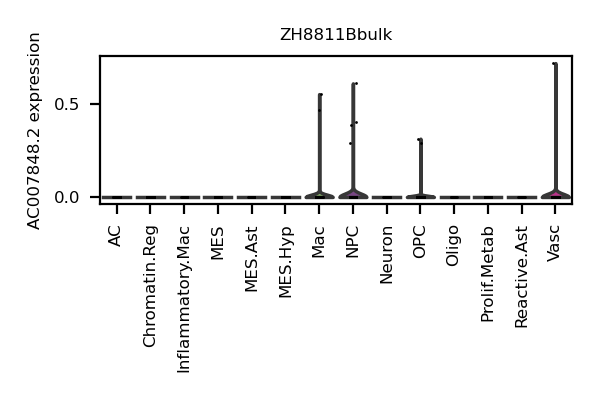 ZH8811Bbulk
AC007848.2 expression
0.5
0.0
AC
Chromatin.Reg
Inflammatory.Mac
MES
MES.Ast
MES.Hyp
Mac
NPC
Neuron
OPC
Oligo
Prolif.Metab
Reactive.Ast
Vasc